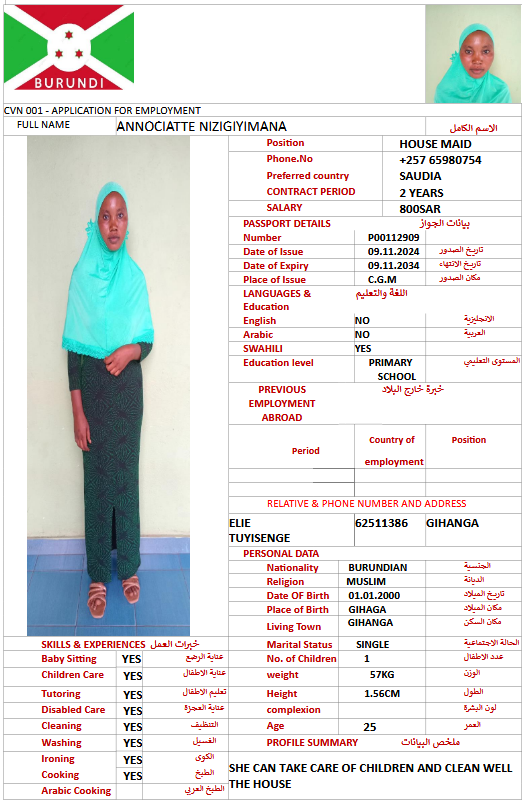 BURUNDI
CVN 001 - APPLICATION FOR EMPLOYMENT
FULL NAME ANNOCIATTE NIZIGIYIMANA الاسم الكامل
Position HOUSE MAID
Phone.No +257 65980754
Preferred country SAUDIA
CONTRACT PERIOD 2 YEARS
SALARY 800SAR
PASSPORT DETAILS بيانات الجواز
Number P00112909
Date of Issue 09.11.2024 تاريخ الصدور
Date of Expiry 09.11.2034 تاريخ الانتهاء
Place of Issue C.G.M مكان الصدور
LANGUAGES & اللغة والتعليم
Education
English NO الانجليزية
Arabic NO العربية
SWAHILI YES
Education level PRIMARY المستوى التعليمي
SCHOOL
PREVIOUS خبرة خارج البلاد
EMPLOYMENT
ABROAD
Period Country of Position
employment
RELATIVE & PHONE NUMBER AND ADDRESS
ELIE 62511386 GIHANGA
TUYISENGE
PERSONAL DATA
Nationality BURUNDIAN الجنسية
Religion MUSLIM الديانة
Date OF Birth 01.01.2000 تاريخ الميلاد
Place of Birth GIHAGA مكان الميلاد
Living Town GIHANGA مكان السكن
SKILLS & EXPERIENCES خبرات العمل Marital Status SINGLE الحالة الاجتماعية
Baby Sitting YES عناية الرضع No. of Children 1 عدد الاطفال
Children Care YES عناية الاطفال weight 57KG الوزن
Tutoring YES تعليم الاطفال Height 1.56CM الطول
Disabled Care YES عناية العجزة complexion لون البشرة
Cleaning YES التنظيف Age 25 العمر
Washing YES الغسيل PROFILE SUMMARY ملخص البيانات
Ironing YES الكوى
Cooking YES الطبخ SHE CAN TAKE CARE OF CHILDREN AND CLEAN WELL
Arabic Cooking الطبخ العربي THE HOUSE